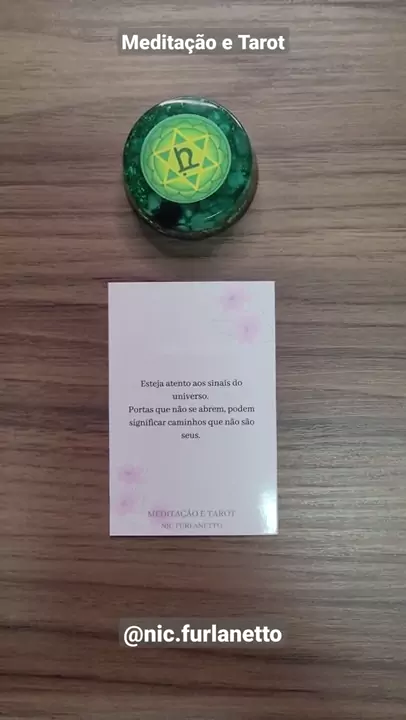 Meditação e Tarot
Esteja atento aos sinais do
universo.
Portas que não se abrem, podem
significar caminhos que não são
seus.
MEDITAÇÃO E TAROT
NIC FURLANETTO
@nic.furlanetto